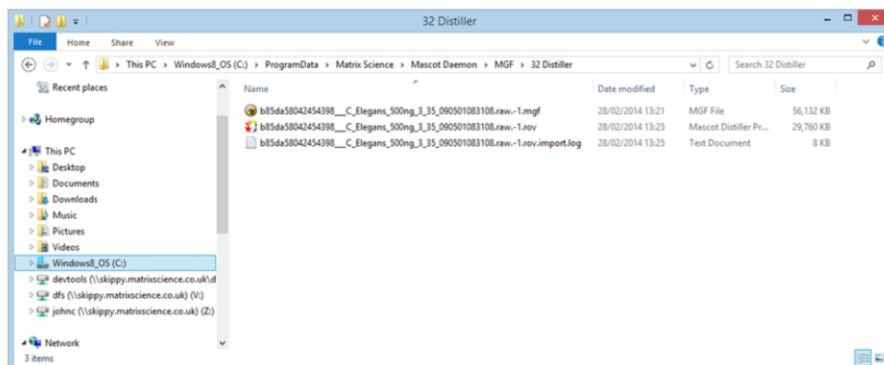 32 Distiller
File Home Share View
This PC Windows8_OS (C:) ProgramData Matrix Science Mascot Daemon MGF 32 Distiller Search 32 Distiller
Recent places
Homegroup
This PC
Desktop
Documents
Downloads
Music
Pictures
Videos
Windows8_OS (C:)
devtools (\\skippy.matrixscience.co.uk\d
dfs (\\skippy.matrixscience.co.uk) (V:)
johnc (\\skippy.matrixscience.co.uk) (Z:)
Network
Name Date modified Type Size
b85da58042454398__C_Elegans_500ng_3_35_090501083108.raw.-1.mgf 28/02/2014 13:21 MGF File 56,132 KB
b85da58042454398__C_Elegans_500ng_3_35_090501083108.raw.-1.rov 28/02/2014 13:25 Mascot Distiller Pr... 29,760 KB
b85da58042454398__C_Elegans_500ng_3_35_090501083108.raw.-1.rov.import.log 28/02/2014 13:25 Text Document 8 KB
3 items